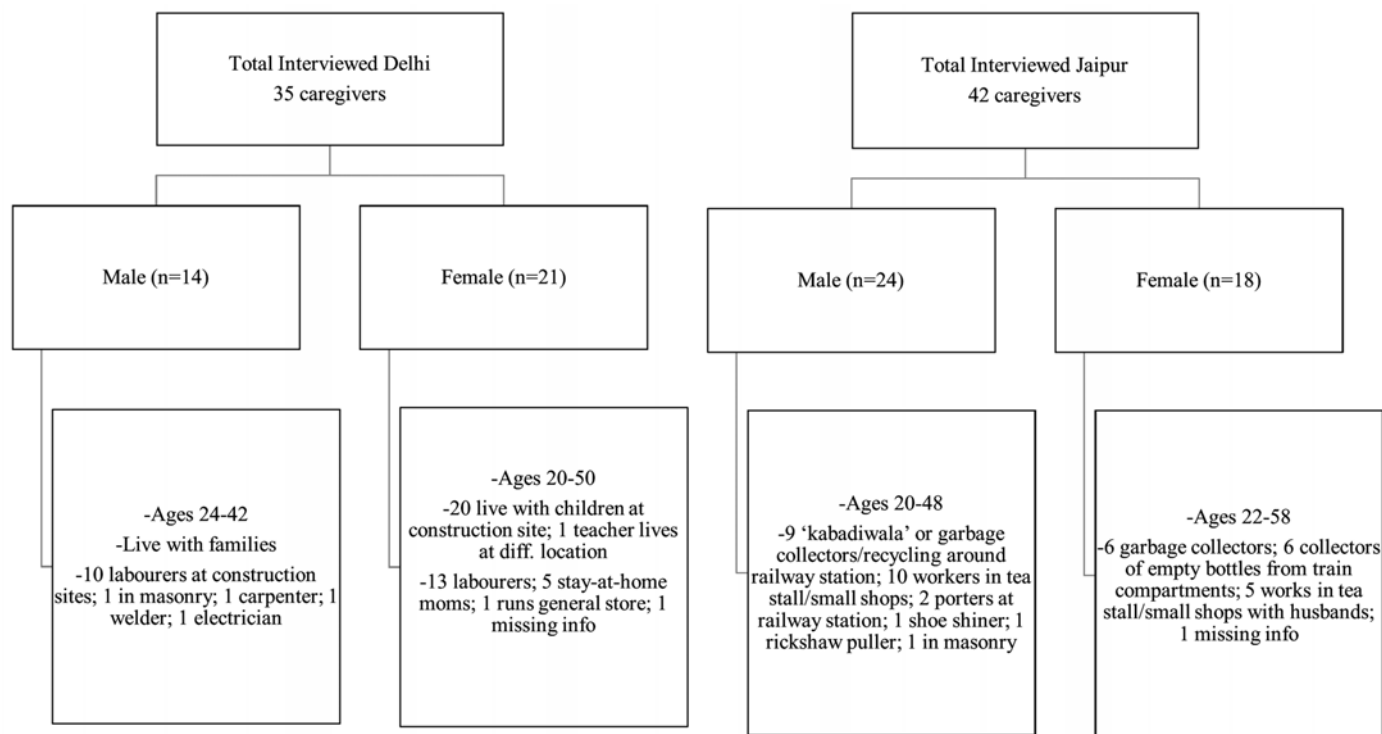 Total Interviewed Delhi
35 caregivers
Total Interviewed Jaipur
42 caregivers
Male (n=14)
Female (n=21)
Male (n=24)
Female (n=18)
-Ages 24-42
-Live with families
-10 labourers at construction
sites; 1 in masonry; 1 carpenter; 1
welder; 1 electrician
-Ages 20-50
-20 live with children at
construction site; 1 teacher lives
at diff. location
-13 labourers; 5 stay-at-home
moms; 1 runs general store; 1
missing info
-Ages 20-48
-9 ‘kabadiwala’ or garbage
collectors/recycling around
railway station; 10 workers in tea
stall/small shops; 2 porters at
railway station; 1 shoe shiner; 1
rickshaw puller; 1 in masonry
-Ages 22-58
-6 garbage collectors; 6 collectors
of empty bottles from train
compartments; 5 works in tea
stall/small shops with husbands;
1 missing info